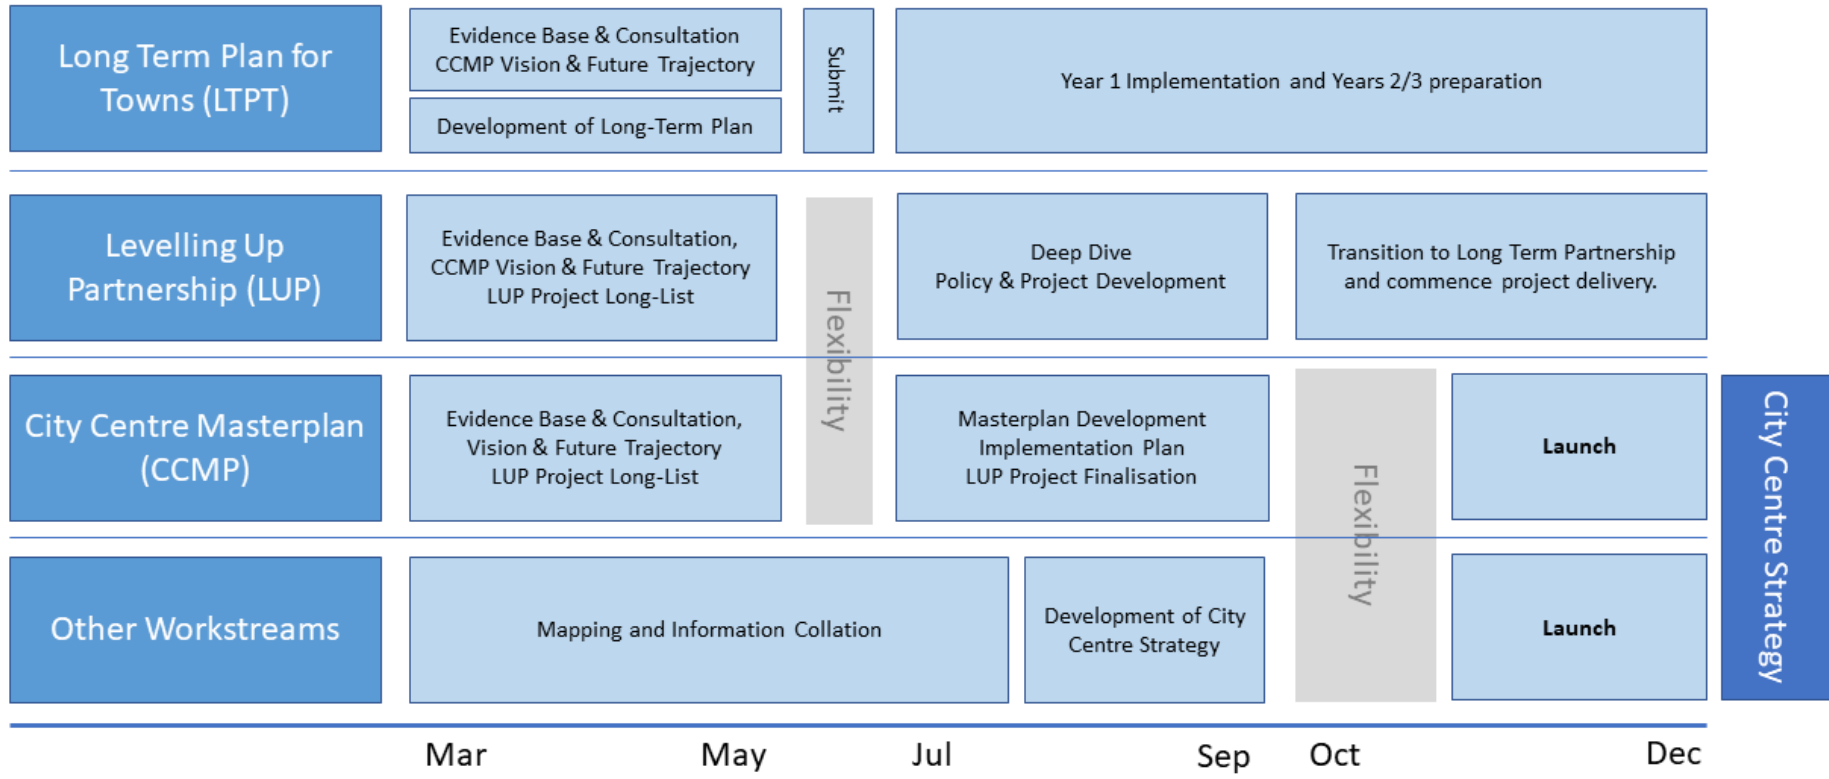 Long Term Plan for
Towns (LTPT)
Evidence Base & Consultation
CCMP Vision & Future Trajectory
Development of Long-Term Plan
Submit
Year 1 Implementation and Years 2/3 preparation
Levelling Up
Partnership (LUP)
Evidence Base & Consultation,
CCMP Vision & Future Trajectory
LUP Project Long-List
Flexibility
Deep Dive
Policy & Project Development
Transition to Long Term Partnership
and commence project delivery.
City Centre Masterplan
(CCMP)
Evidence Base & Consultation,
Vision & Future Trajectory
LUP Project Long-List
Masterplan Development
Implementation Plan
LUP Project Finalisation
Flexibility
Launch
City Centre Strategy
Other Workstreams
Mapping and Information Collation
Development of City
Centre Strategy
Launch
Mar
May
Jul
Sep
Oct
Dec